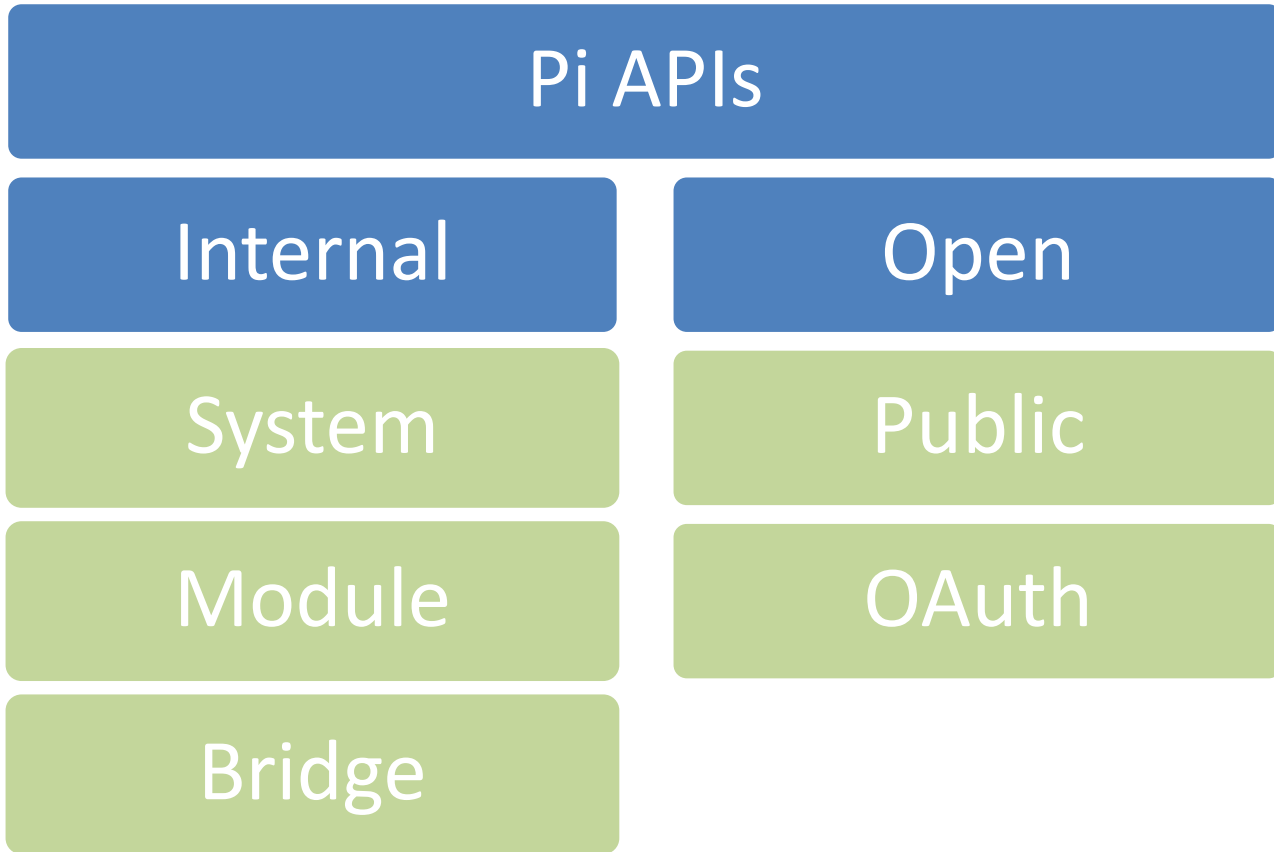 Pi APIs
Internal
Open
System
Public
Module
OAuth
Bridge